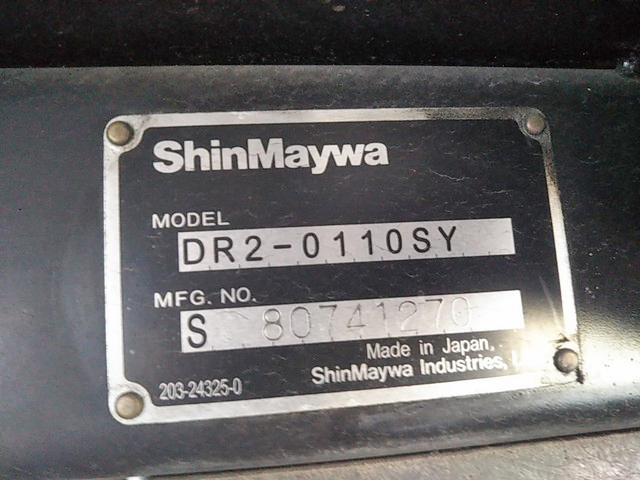 ShinMaywa
MODEL
DR2-0110SY
MFG. NO.
S 80741270
Made in Japan,
203-24325-0 ShinMaywa Industries,